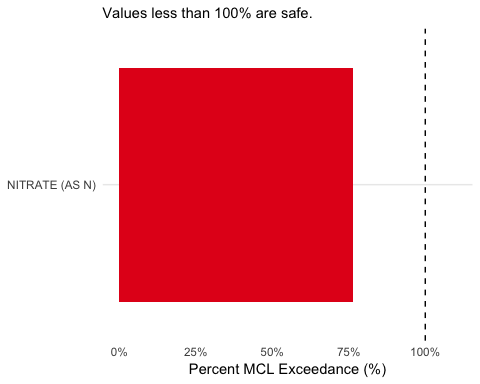 Values less than 100% are safe.
NITRATE (AS N)
0% 25% 50% 75% 100%
Percent MCL Exceedance (%)